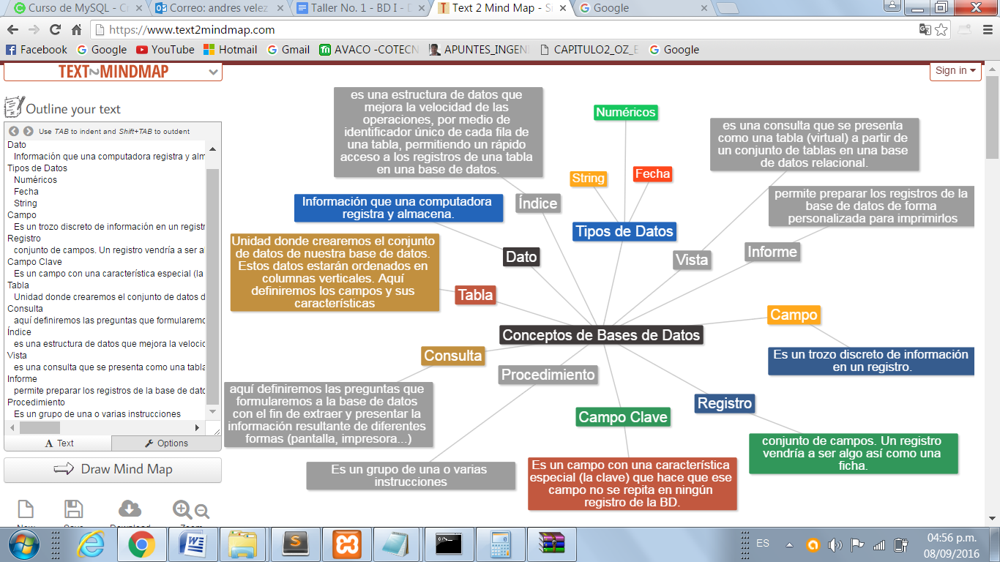 Curso de MySQL - C
Correo: andres velez
Taller No. 1 - BD I - D
Text 2 Mind Map - Si
Google
https://www.text2mindmap.com
Facebook
Google
YouTube
Hotmail
Gmail
AVACO -COTECN
APUNTES_INGEN
CAPITULO2_OZ_E
Google
TEXT2MINDMAP
Sign in
Outline your text
Use TAB to indent and Shift+TAB to outdent
Dato
Información que una computadora registra y alm
Tipos de Datos
Numéricos
Fecha
String
Campo
Es un trozo discreto de información en un registr
Registro
conjunto de campos. Un registro vendría a ser a
Campo Clave
Es un campo con una característica especial (la
Tabla
Unidad donde crearemos el conjunto de datos d
Consulta
aquí definiremos las preguntas que formularemo
Índice
es una estructura de datos que mejora la velocid
Vista
es una consulta que se presenta como una tabla
Informe
permite preparar los registros de la base de dato
Procedimiento
Es un grupo de una o varias instrucciones
Text
Options
Draw Mind Map
New
Save
Download
Zoom
es una estructura de datos que
mejora la velocidad de las
operaciones, por medio de
identificador único de cada fila de
una tabla, permitiendo un rápido
acceso a los registros de una tabla
en una base de datos.
Índice
Numéricos
String
Fecha
Tipos de Datos
es una consulta que se presenta
como una tabla (virtual) a partir de
un conjunto de tablas en una base
de datos relacional.
Vista
permite preparar los registros de la
base de datos de forma
personalizada para imprimirlos
Informe
Información que una computadora
registra y almacena.
Dato
Unidad donde crearemos el conjunto
de datos de nuestra base de datos.
Estos datos estarán ordenados en
columnas verticales. Aquí
definiremos los campos y sus
características
Tabla
Conceptos de Bases de Datos
Campo
Es un trozo discreto de información
en un registro.
Consulta
aquí definiremos las preguntas que
formularemos a la base de datos
con el fin de extraer y presentar la
información resultante de diferentes
formas (pantalla, impresora...)
Procedimiento
Es un grupo de una o varias
instrucciones
Campo Clave
Es un campo con una característica
especial (la clave) que hace que ese
campo no se repita en ningún
registro de la BD.
Registro
conjunto de campos. Un registro
vendría a ser algo así como una
ficha.
ES
04:56 p.m.
08/09/2016